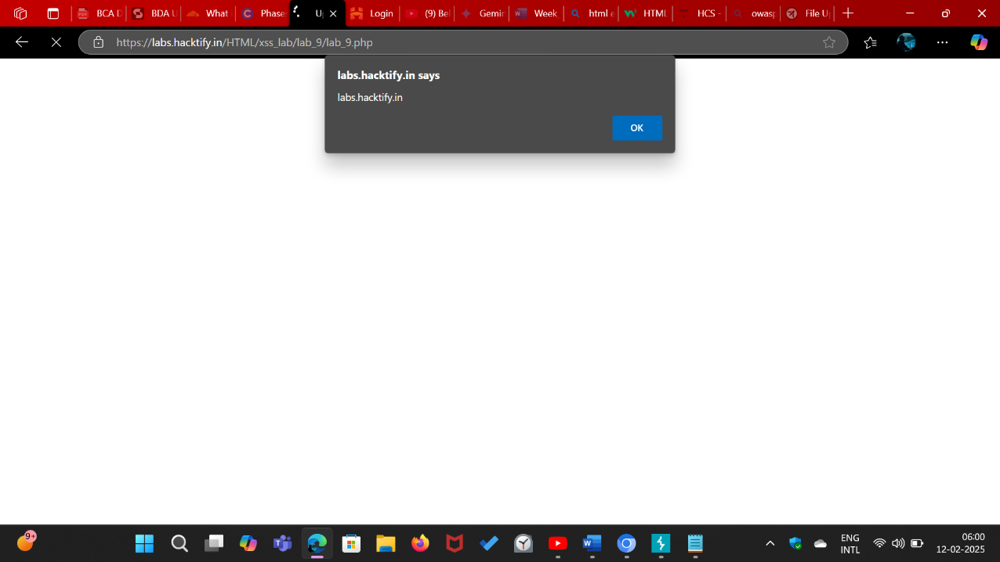 BCA D
BDA U
What
Phase:
Up
Login
(9) Bel
Gemir
Week
html e
HTML
HCS -
owasp
File U
https://labs.hacktify.in/HTML/xss_lab/lab_9/lab_9.php
labs.hacktify.in says
labs.hacktify.in
OK
9+
ENG
INTL
06:00
12-02-2025